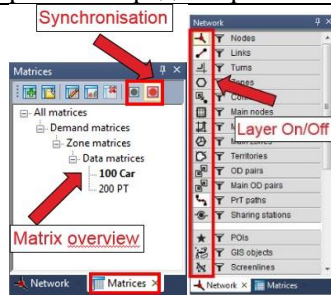 Synchronisation
Matrices
All matrices
Demand matrices
Zone matrices
Data matrices
100 Car
200 PT
Matrix overview
Network
Matrices
Network
Nodes
Links
Turns
Zones
Main nodes
Layer On/Off
Territories
OD pairs
Main OD pairs
PrT paths
Sharing stations
POIs
GIS objects
Screenlines
Network
Matrices